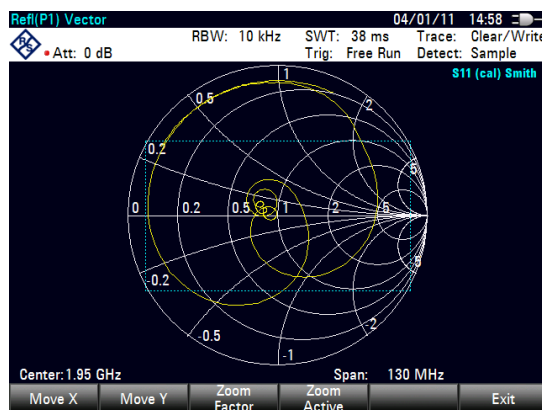 Refl(P1) Vector 04/01/11 14:58
RBW: 10 kHz SWT: 38 ms Trace: Clear/Write
Att: 0 dB Trig: Free Run Detect: Sample
S11 (cal) Smith
1
0.5 2
0.2 5
0 0.2 0.5 1 2 5
-0.2 -5
-0.5 -2
-1
Center: 1.95 GHz Span: 130 MHz
Move X Move Y Zoom Factor Zoom Active Exit